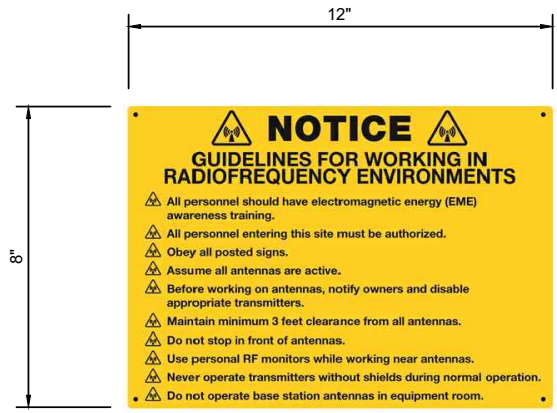 12"
8"
NOTICE
GUIDELINES FOR WORKING IN
RADIOFREQUENCY ENVIRONMENTS
All personnel should have electromagnetic energy (EME)
awareness training.
All personnel entering this site must be authorized.
Obey all posted signs.
Assume all antennas are active.
Before working on antennas, notify owners and disable
appropriate transmitters.
Maintain minimum 3 feet clearance from all antennas.
Do not stop in front of antennas.
Use personal RF monitors while working near antennas.
Never operate transmitters without shields during normal operation.
Do not operate base station antennas in equipment room.